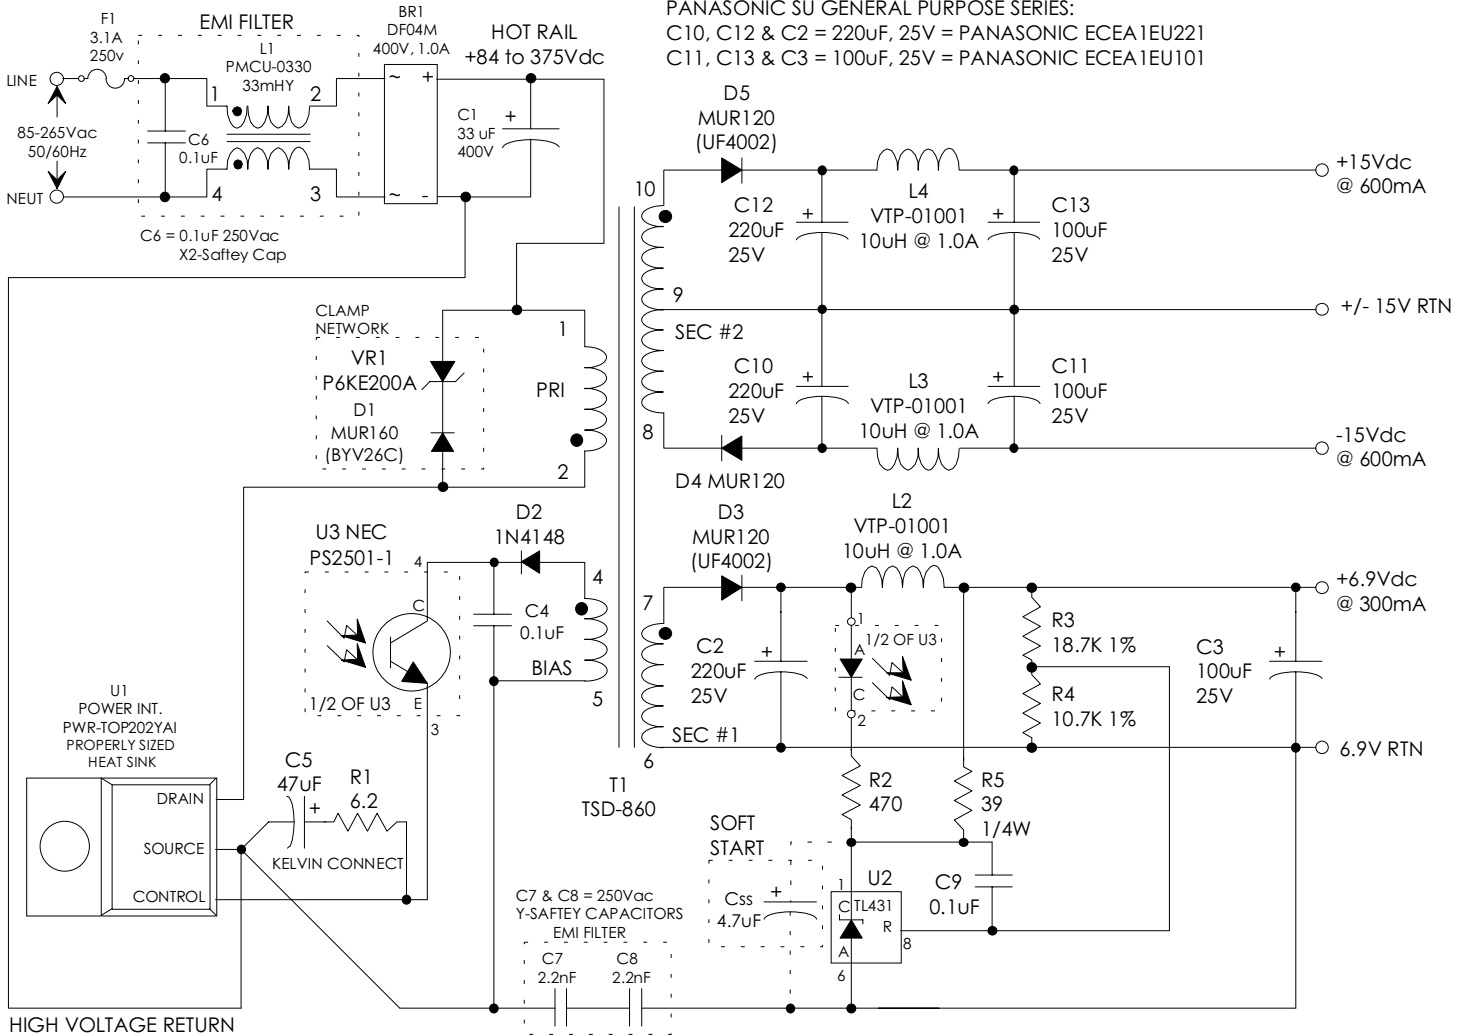 PANASONIC SU GENERAL PURPOSE SERIES:
C10, C12 & C2 = 220uF, 25V = PANASONIC ECEA1EU221
C11, C13 & C3 = 100uF, 25V = PANASONIC ECEA1EU101
F1
3.1A
250v
EMI FILTER
L1
PMCU-0330
33mHY
BR1
DF04M
400V, 1.0A
HOT RAIL
+84 to 375Vdc
LINE
85-265Vac
50/60Hz
NEUT
C6
0.1uF
1
2
4
3
~
+
~
-
C1
33 uF
400V
+
C6 = 0.1uF 250Vac
X2-Saftey Cap
D5
MUR120
(UF4002)
10
C12
220uF
25V
+
L4
VTP-01001
10uH @ 1.0A
+
C13
100uF
25V
+15Vdc
@ 600mA
9
SEC #2
+/- 15V RTN
CLAMP
NETWORK
VR1
P6KE200A
D1
MUR160
(BYV26C)
1
PRI
2
C10
220uF
25V
+
L3
VTP-01001
10uH @ 1.0A
+
C11
100uF
25V
8
D4 MUR120
-15Vdc
@ 600mA
U3 NEC
PS2501-1
4
C
E
3
1/2 OF U3
D2
1N4148
C4
0.1uF
4
BIAS
5
D3
MUR120
(UF4002)
7
L2
VTP-01001
10uH @ 1.0A
+6.9Vdc
@ 300mA
C2
220uF
25V
+
1
1/2 OF U3
A
C
2
R3
18.7K 1%
R4
10.7K 1%
C3
100uF
25V
+
SEC #1
6
6.9V RTN
T1
TSD-860
U1
POWER INT.
PWR-TOP202YAI
PROPERLY SIZED
HEAT SINK
DRAIN
SOURCE
CONTROL
C5
47uF
+
R1
6.2
KELVIN CONNECT
R2
470
R5
39
1/4W
SOFT
START
Css
4.7uF
+
1
U2
C TL431
R
8
A
6
C9
0.1uF
C7 & C8 = 250Vac
Y-SAFTEY CAPACITORS
EMI FILTER
C7
2.2nF
C8
2.2nF
HIGH VOLTAGE RETURN